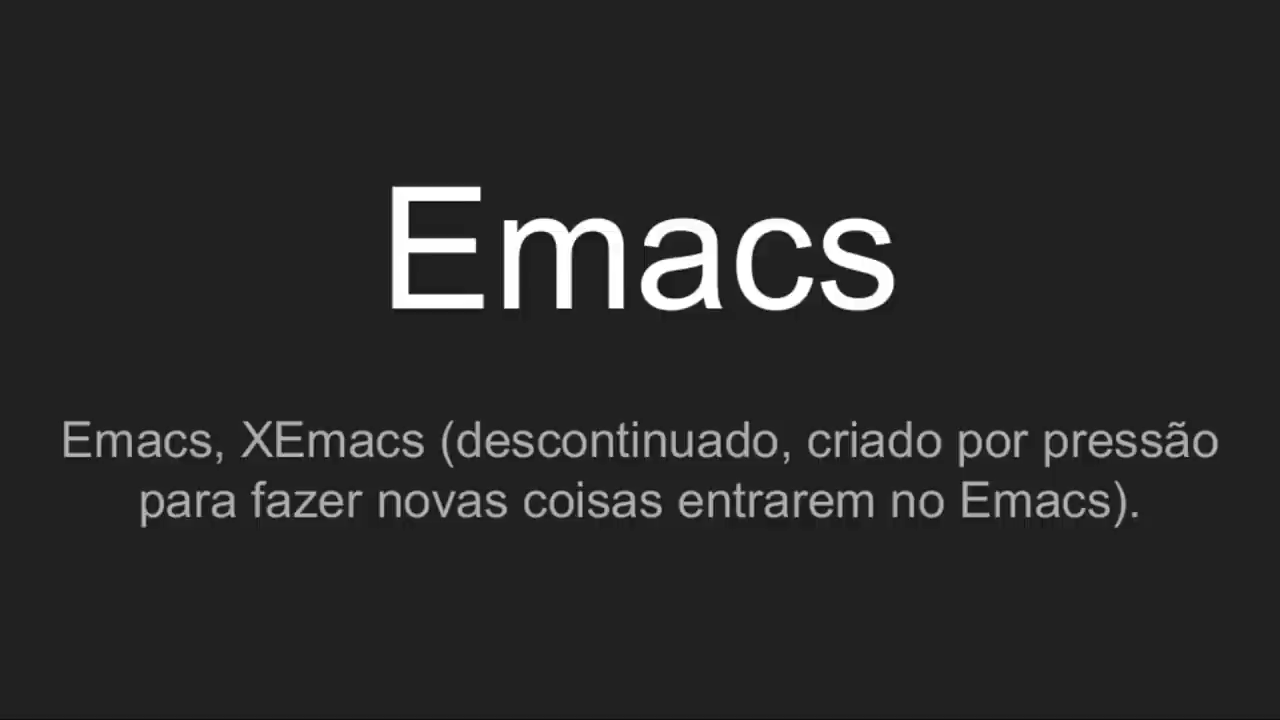 Emacs
Emacs, XEmacs (descontinuado, criado por pressão
para fazer novas coisas entrarem no Emacs).